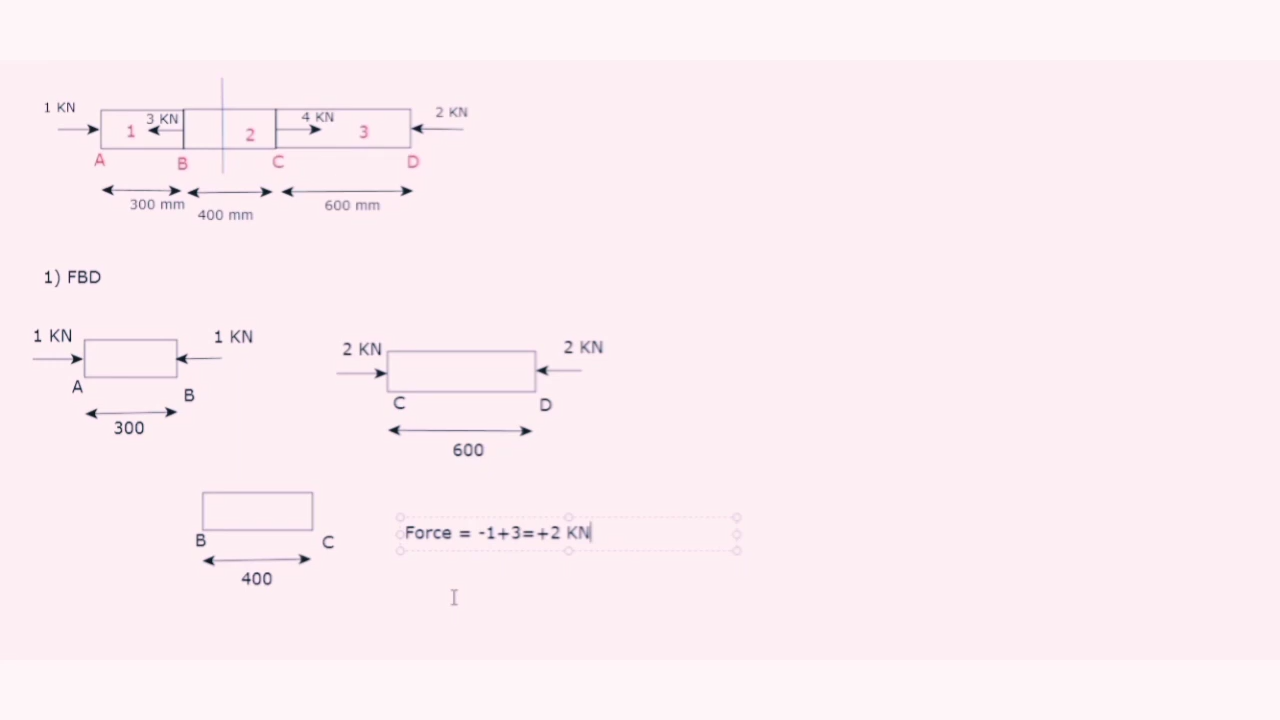 1 KN 3 KN 4 KN 2 KN
1 2 3
A B C D
300 mm 400 mm 600 mm
1) FBD
1 KN 1 KN
A B
300
2 KN 2 KN
C D
600
B C
400
Force = -1+3=+2 KN